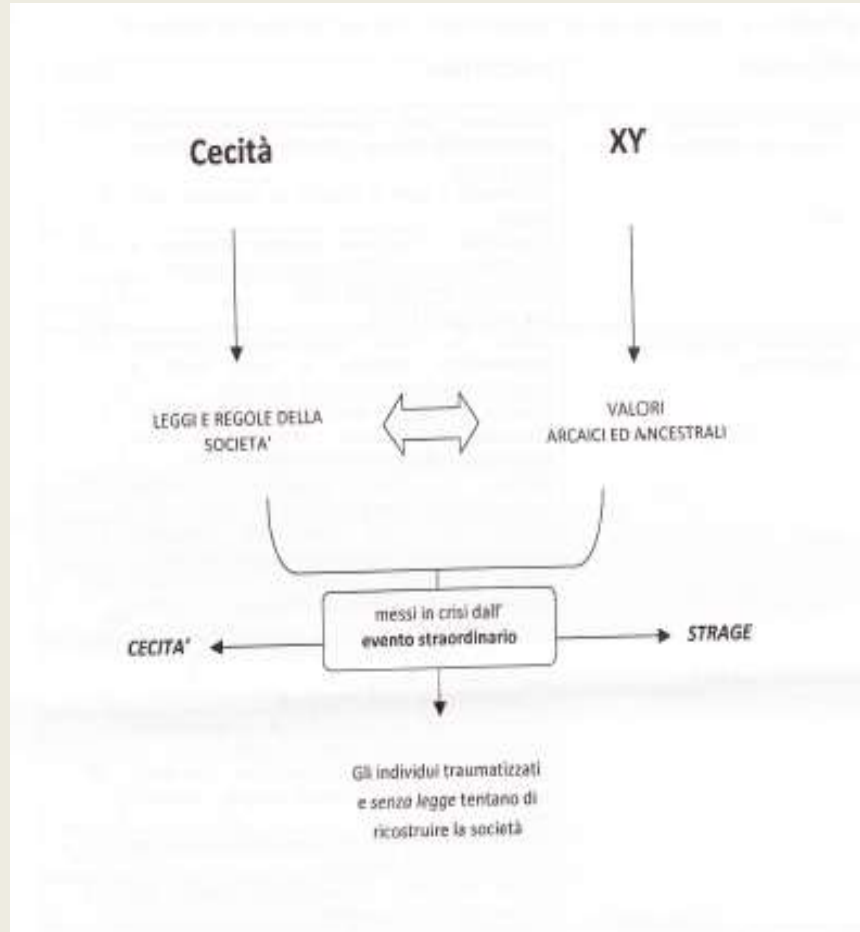 Cecità
XY
LEGGI E REGOLE DELLA
SOCIETA'
VALORI
ARCAICI ED ANCESTRALI
messi in crisi dall'
evento straordinario
CECITA'
STRAGE
Gli individui traumatizzati
e senza legge tentano di
ricostruire la società